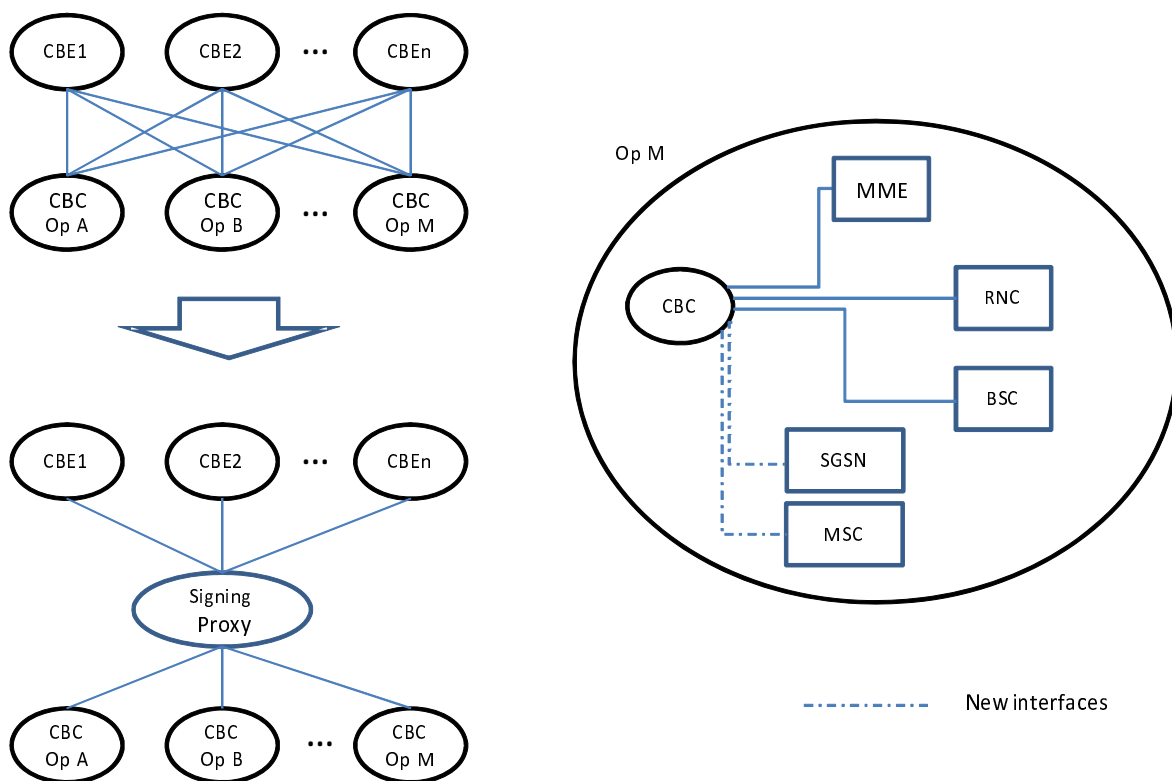 CBE1
CBE2
...
CBEn
CBC
Op A
CBC
Op B
...
CBC
Op M
CBE1
CBE2
...
CBEn
Signing
Proxy
CBC
Op A
CBC
Op B
...
CBC
Op M
Op M
MME
CBC
RNC
BSC
SGSN
MSC
New interfaces